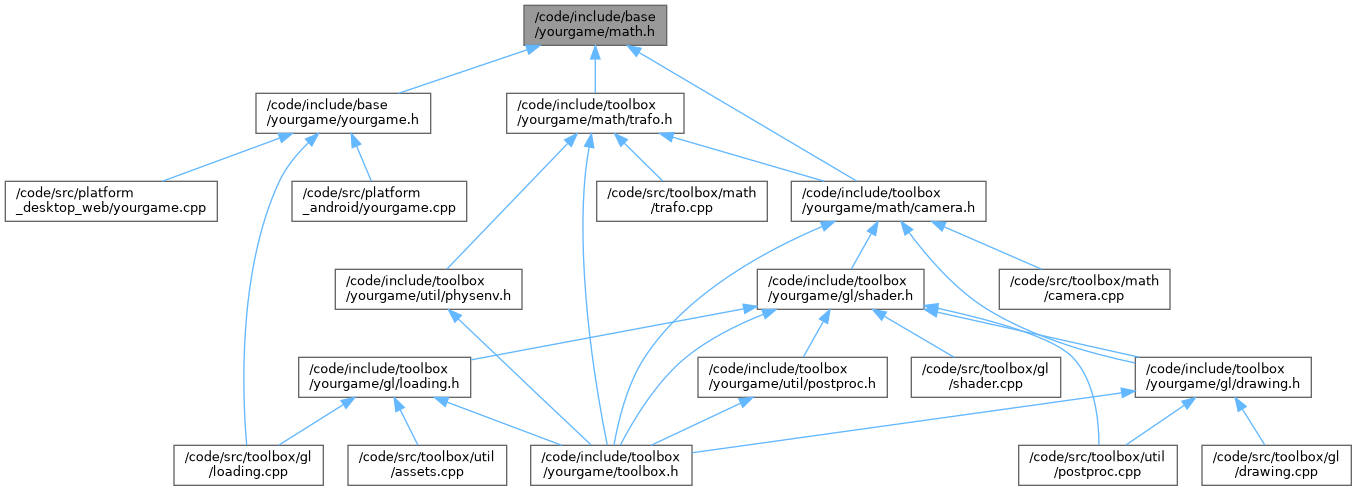 /code/include/base
/yourgame/math.h
/code/include/base
/yourgame/yourgame.h
/code/include/toolbox
/yourgame/math/trafo.h
/code/src/platform
_desktop_web/yourgame.cpp
/code/src/platform
_android/yourgame.cpp
/code/src/toolbox/math
/trafo.cpp
/code/include/toolbox
/yourgame/math/camera.h
/code/include/toolbox
/yourgame/util/physenv.h
/code/include/toolbox
/yourgame/gl/shader.h
/code/src/toolbox/math
/camera.cpp
/code/include/toolbox
/yourgame/gl/loading.h
/code/include/toolbox
/yourgame/util/postproc.h
/code/src/toolbox/gl
/shader.cpp
/code/include/toolbox
/yourgame/gl/drawing.h
/code/src/toolbox/gl
/loading.cpp
/code/src/toolbox/util
/assets.cpp
/code/include/toolbox
/yourgame/toolbox.h
/code/src/toolbox/util
/postproc.cpp
/code/src/toolbox/gl
/drawing.cpp